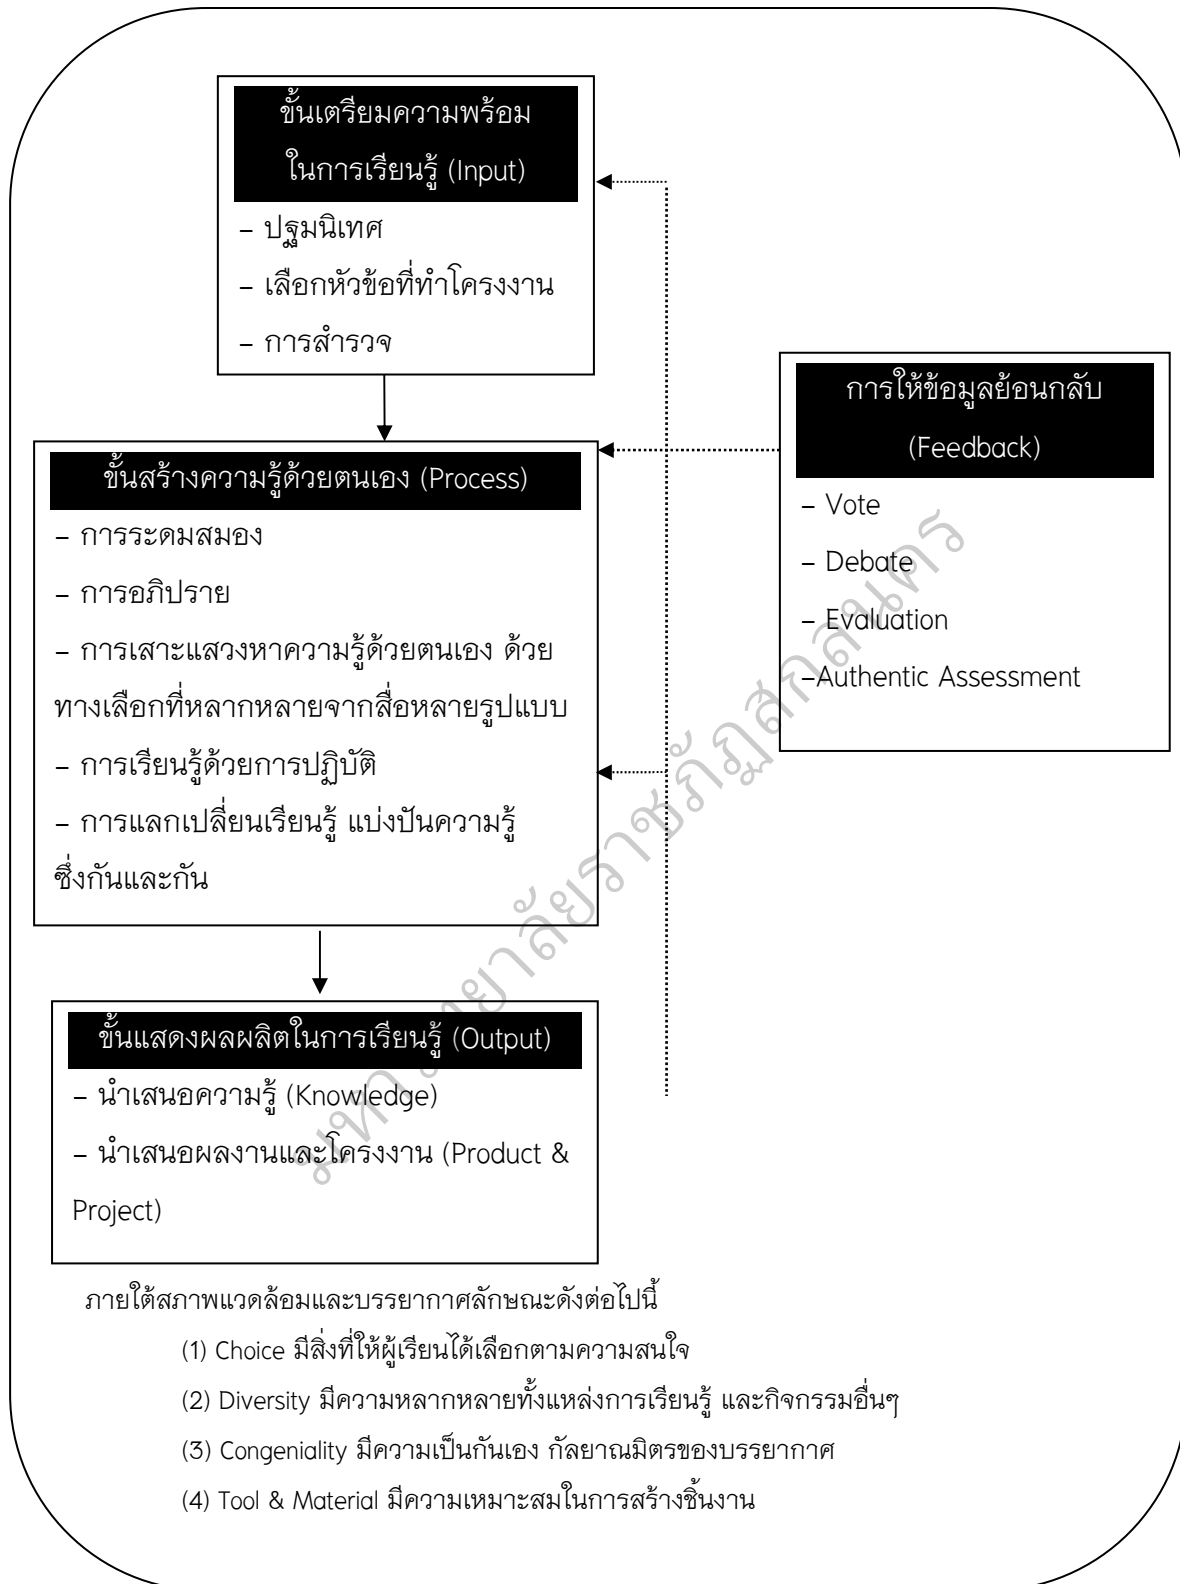 ขั้นเตรียมความพร้อม
ในการเรียนรู้ (Input)
– ปฐมนิเทศ
– เลือกหัวข้อที่ทำโครงงาน
– การสำรวจ
การให้ข้อมูลย้อนกลับ
(Feedback)
– Vote
– Debate
– Evaluation
–Authentic Assessment
ขั้นสร้างความรู้ด้วยตนเอง (Process)
– การระดมสมอง
– การอภิปราย
– การเสาะแสวงหาความรู้ด้วยตนเอง ด้วย
ทางเลือกที่หลากหลายจากสื่อหลายรูปแบบ
– การเรียนรู้ด้วยการปฏิบัติ
– การแลกเปลี่ยนเรียนรู้ แบ่งปันความรู้
ซึ่งกันและกัน
ขั้นแสดงผลผลิตในการเรียนรู้ (Output)
– นำเสนอความรู้ (Knowledge)
– นำเสนอผลงานและโครงงาน (Product &
Project)
ภายใต้สภาพแวดล้อมและบรรยากาศลักษณะดังต่อไปนี้
(1) Choice มีสิ่งที่ให้ผู้เรียนได้เลือกตามความสนใจ
(2) Diversity มีความหลากหลายทั้งแหล่งการเรียนรู้ และกิจกรรมอื่นๆ
(3) Congeniality มีความเป็นกันเอง กัลยาณมิตรของบรรยากาศ
(4) Tool & Material มีความเหมาะสมในการสร้างชิ้นงาน
มหาวิทยาลัยราชภัฏสกลนคร